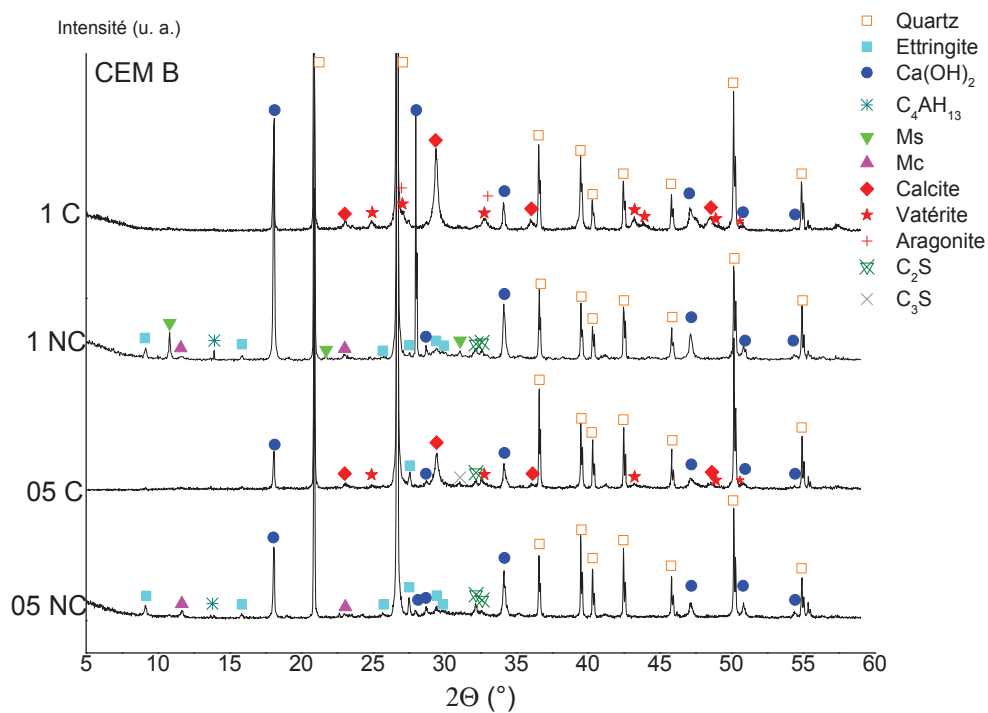 Intensité (u. a.)
CEM B
Quartz
Ettringite
Ca(OH)2
C4AH13
Ms
Mc
Calcite
Vatérite
Aragonite
C2S
C3S
1 C
1 NC
05 C
05 NC
5 10 15 20 25 30 35 40 45 50 55 60
2Θ (°)